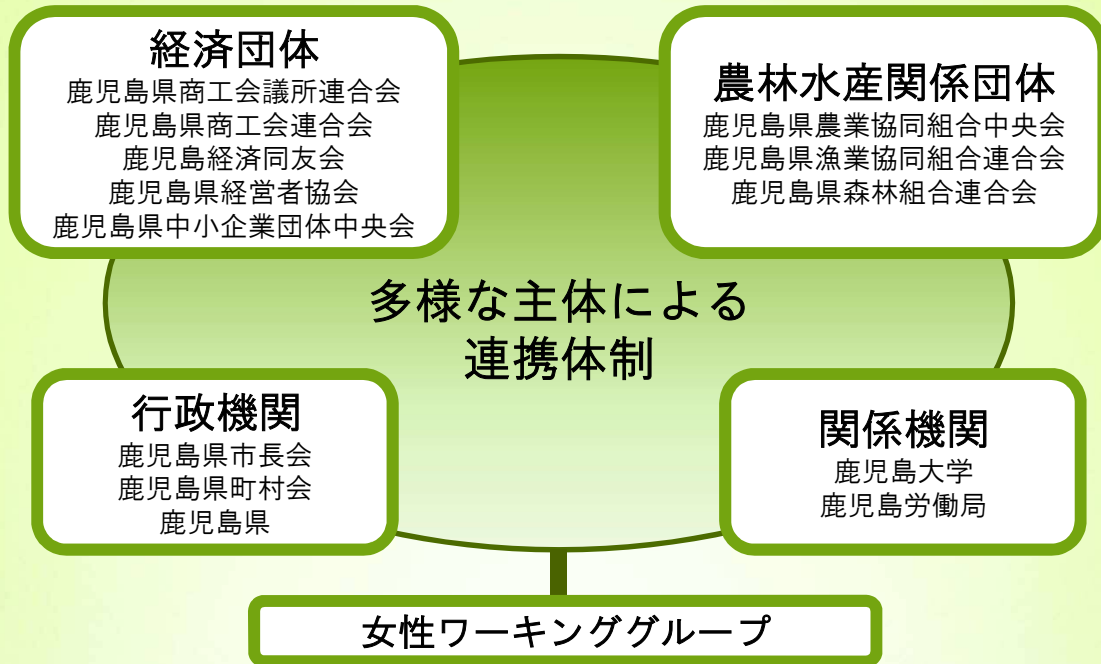 経済団体
鹿児島県商工会議所連合会
鹿児島県商工会連合会
鹿児島経済同友会
鹿児島県経営者協会
鹿児島県中小企業団体中央会
農林水産関係団体
鹿児島県農業協同組合中央会
鹿児島県漁業協同組合連合会
鹿児島県森林組合連合会
多様な主体による
連携体制
行政機関
鹿児島県市長会
鹿児島県町村会
鹿児島県
関係機関
鹿児島大学
鹿児島労働局
女性ワーキンググループ